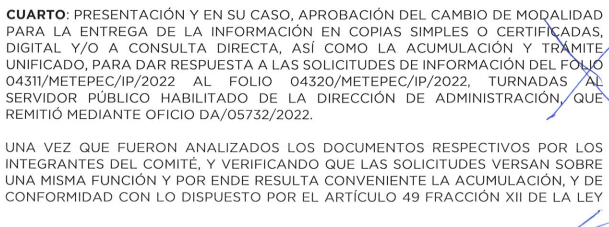 CUARTO: PRESENTACIÓN Y EN SU CASO, APROBACIÓN DEL CAMBIO DE MODALIDAD
PARA LA ENTREGA DE LA INFORMACIÓN EN COPIAS SIMPLES O CERTIFICADAS,
DIGITAL Y/O A CONSULTA DIRECTA, ASÍ COMO LA ACUMULACIÓN Y TRÁMITE
UNIFICADO, PARA DAR RESPUESTA A LAS SOLICITUDES DE INFORMACIÓN DEL FOLIO
04311/METEPEC/IP/2022 AL FOLIO 04320/METEPEC/IP/2022, TURNADAS AL
SERVIDOR PÚBLICO HABILITADO DE LA DIRECCIÓN DE ADMINISTRACIÓN, QUE
REMITIÓ MEDIANTE OFICIO DA/05732/2022.
UNA VEZ QUE FUERON ANALIZADOS LOS DOCUMENTOS RESPECTIVOS POR LOS
INTEGRANTES DEL COMITÉ, Y VERIFICANDO QUE LAS SOLICITUDES VERSAN SOBRE
UNA MISMA FUNCIÓN Y POR ENDE RESULTA CONVENIENTE LA ACUMULACIÓN, Y DE
CONFORMIDAD CON LO DISPUESTO POR EL ARTÍCULO 49 FRACCIÓN XII DE LA LEY